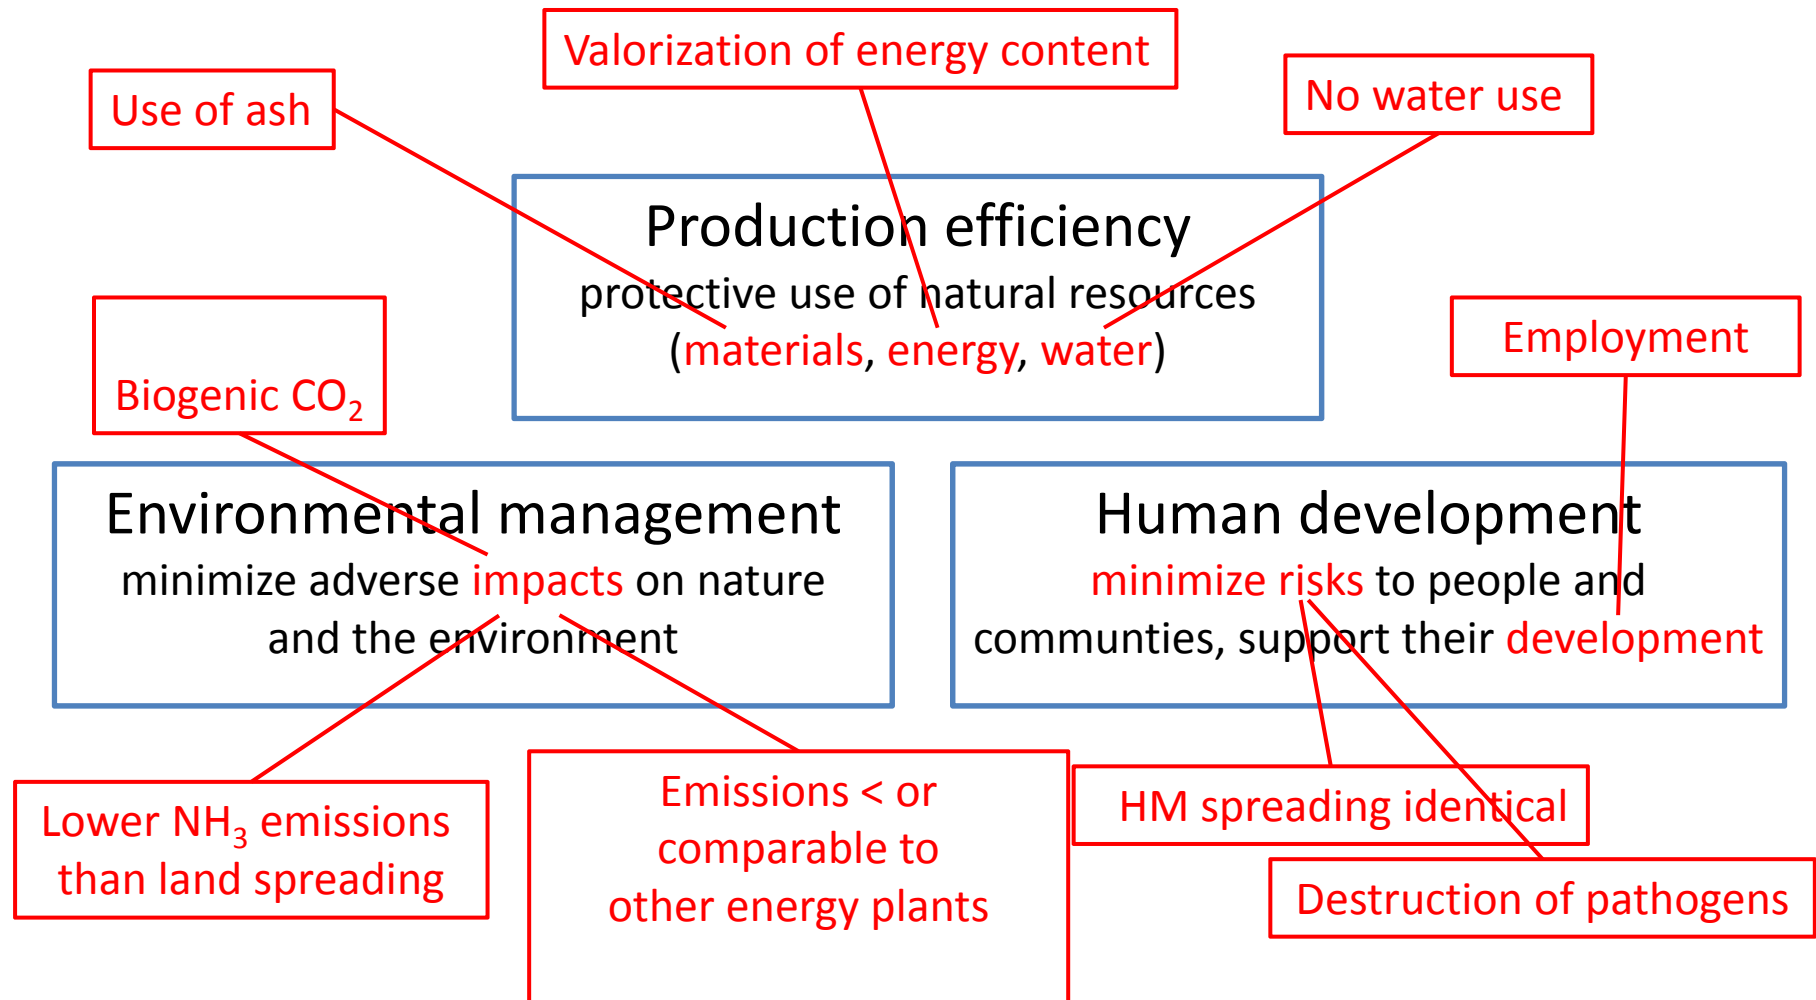 Valorization of energy content
Use of ash
No water use
Production efficiency
protective use of natural resources
(materials, energy, water)
Employment
Biogenic CO₂
Environmental management
minimize adverse impacts on nature
and the environment
Human development
minimize risks to people and
communties, support their development
Lower NH₃ emissions
than land spreading
Emissions < or
comparable to
other energy plants
HM spreading identical
Destruction of pathogens